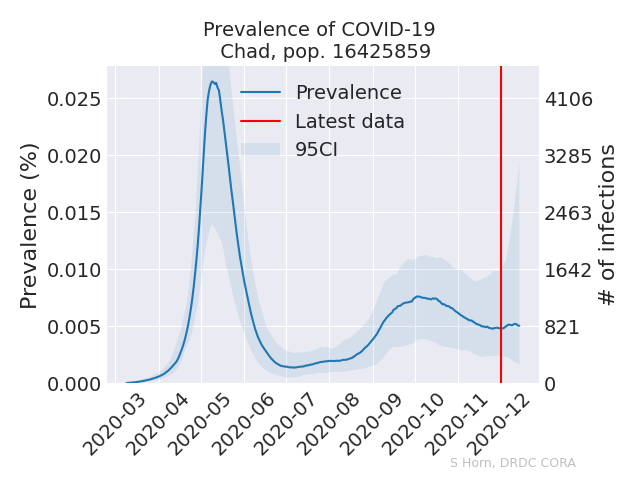 Prevalence of COVID-19
Chad, pop. 16425859
Prevalence
Latest data
95CI
Prevalence (%)
0.025
0.020
0.015
0.010
0.005
0.000
4106
3285
2463
1642
821
0
# of infections
2020-03
2020-04
2020-05
2020-06
2020-07
2020-08
2020-09
2020-10
2020-11
2020-12
S Horn, DRDC CORA